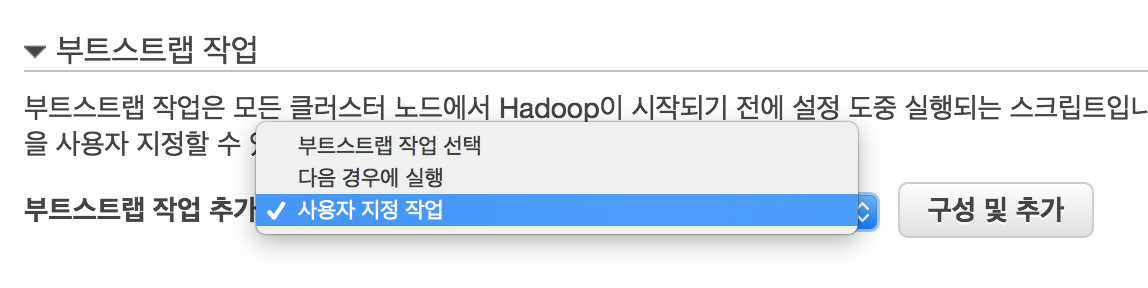 부트스트랩 작업
부트스트랩 작업은 모든 클러스터 노드에서 Hadoop이 시작되기 전에 설정 도중 실행되는 스크립트입니
을 사용자 지정할 수
부트스트랩 작업 선택
다음 경우에 실행
부트스트랩 작업 추가
✓ 사용자 지정 작업
구성 및 추가